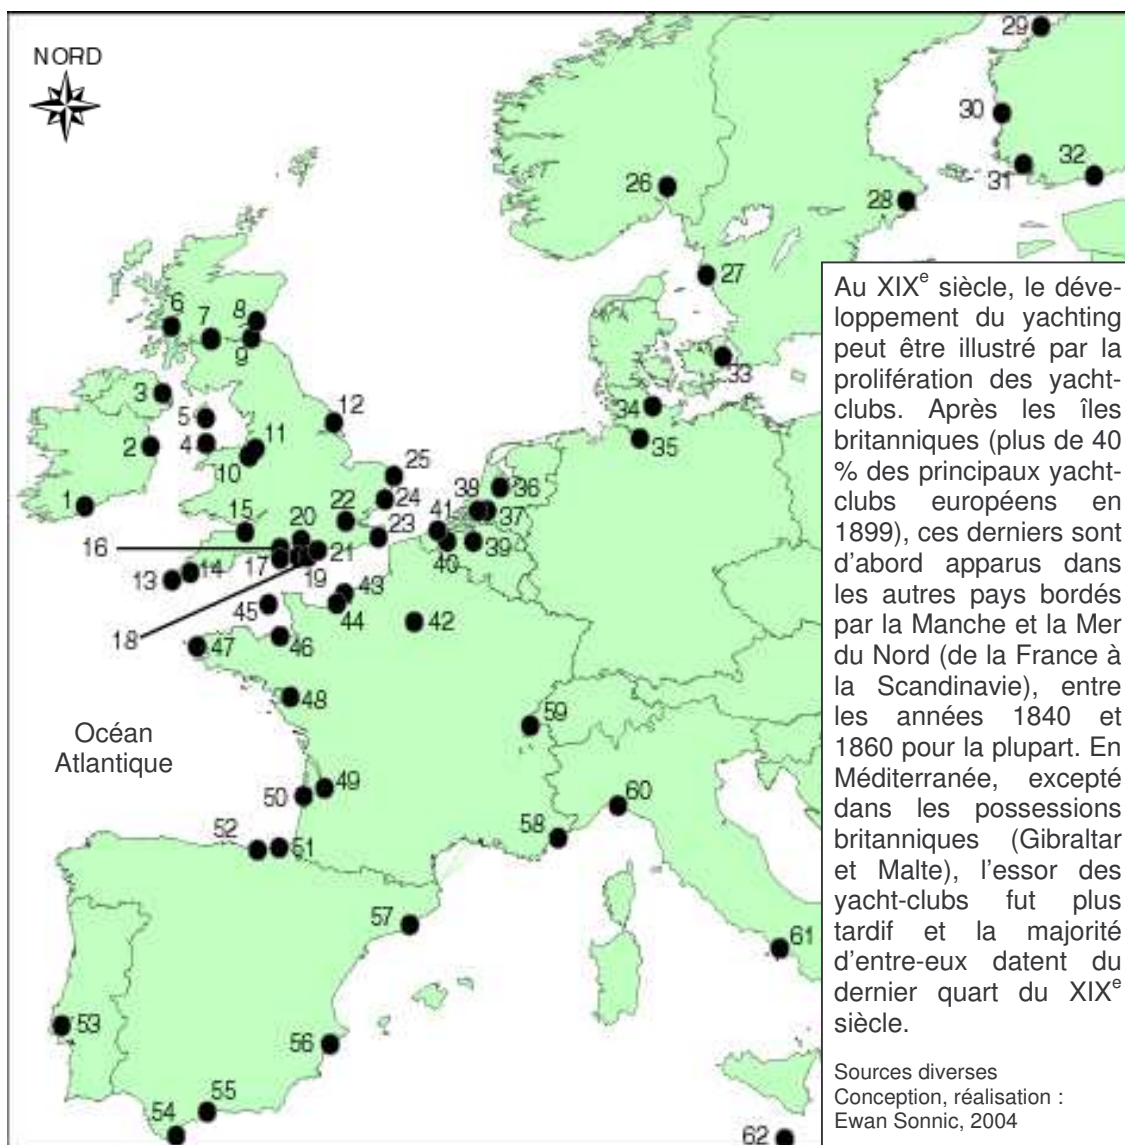 NORD
29
30
32
31
26
28
27
6
7
8
9
33
3
5
12
34
4
11
2
10
35
25
1
38
36
22
24
41
37
15
20
23
16
21
40
39
17
19
13
14
43
45
44
42
18
46
47
48
59
Océan
Atlantique
49
50
60
58
52
51
57
61
53
56
55
54
62
Au XIXe siècle, le déve-
loppement du yachting
peut être illustré par la
prolifération des yacht-
clubs. Après les îles
britanniques (plus de 40
% des principaux yacht-
clubs européens en
1899), ces derniers sont
d'abord apparus dans
les autres pays bordés
par la Manche et la Mer
du Nord (de la France à
la Scandinavie), entre
les années 1840 et
1860 pour la plupart. En
Méditerranée, excepté
dans les possessions
britanniques (Gibraltar
et Malte), l'essor des
yacht-clubs fut plus
tardif et la majorité
d'entre-eux datent du
dernier quart du XIXe
siècle.
Sources diverses
Conception, réalisation :
Ewan Sonnic, 2004